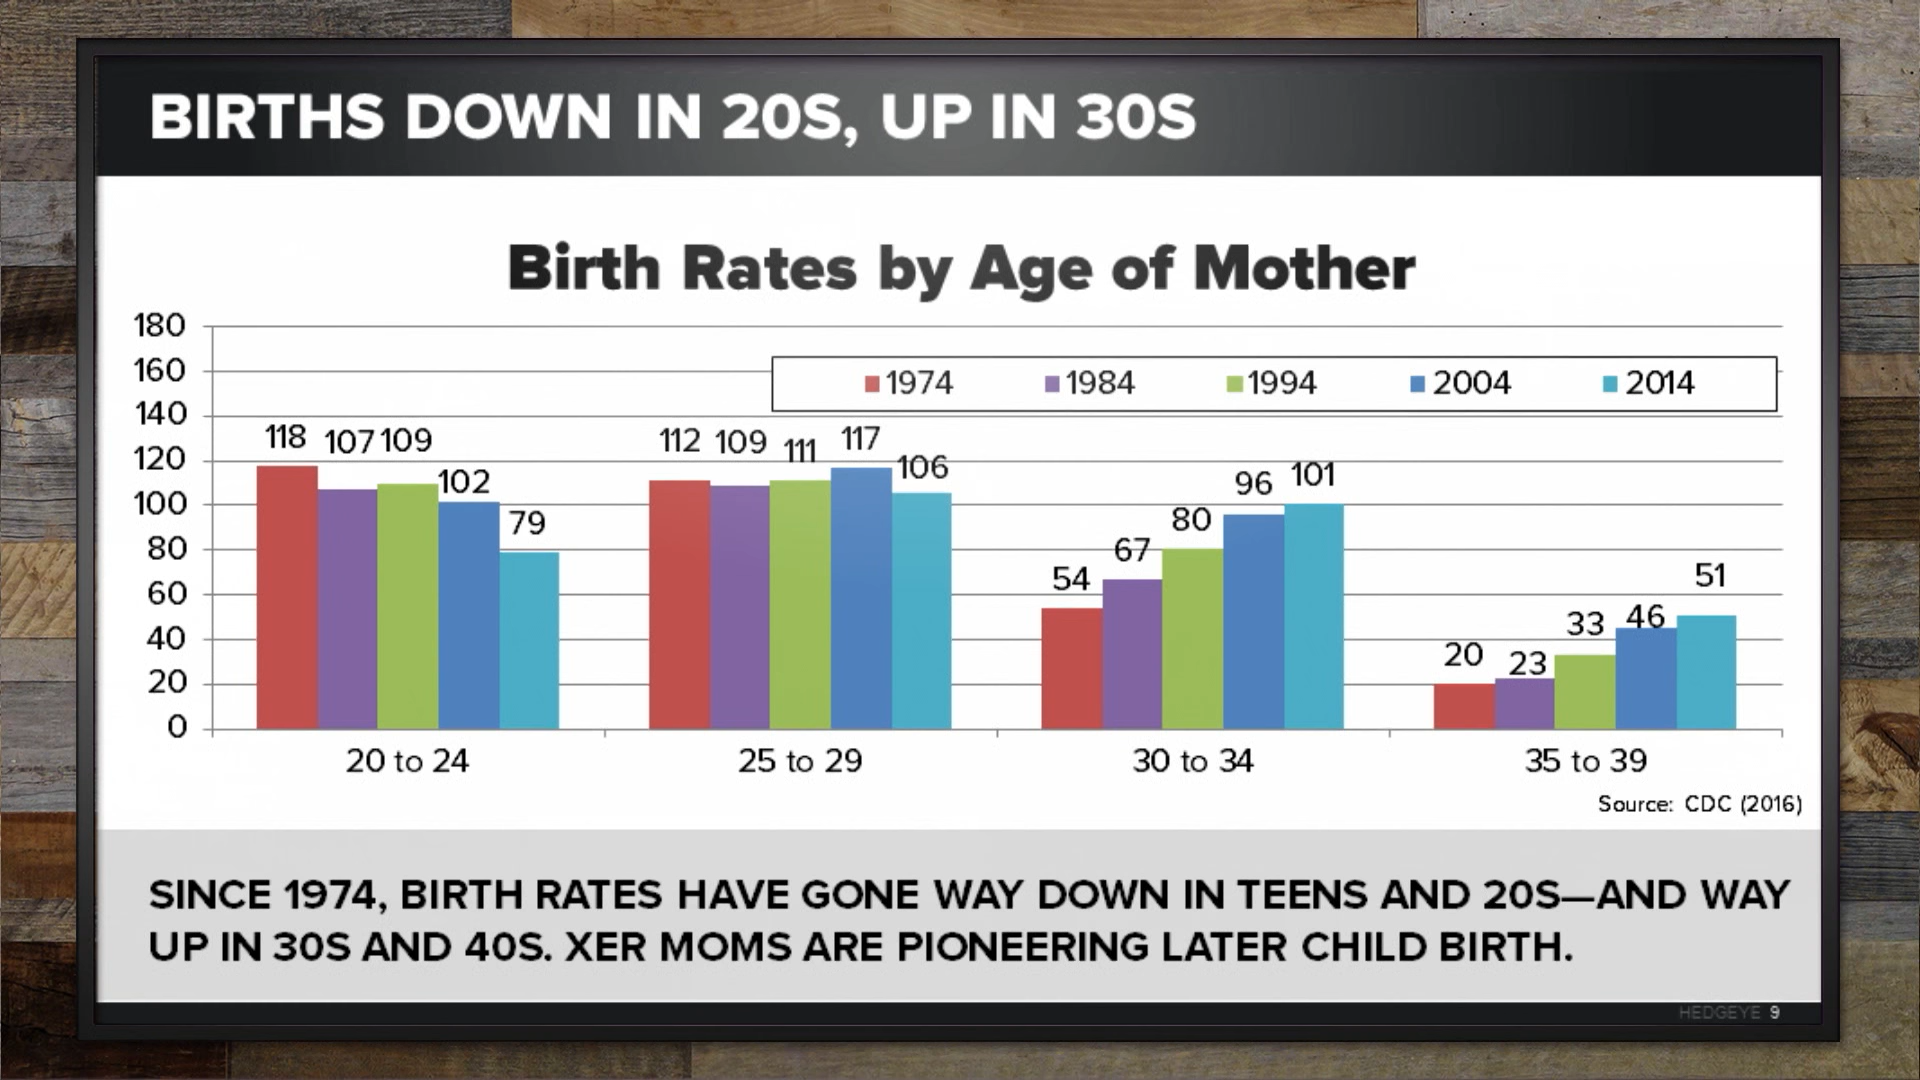 BIRTHS DOWN IN 20S, UP IN 30S
Birth Rates by Age of Mother
180
160
140
120
100
80
60
40
20
0
1974 1984 1994 2004 2014
118 107 109 102 79
112 109 111 117 106
54 67 80 96 101
20 23 33 46 51
20 to 24 25 to 29 30 to 34 35 to 39
Source: CDC (2016)
SINCE 1974, BIRTH RATES HAVE GONE WAY DOWN IN TEENS AND 20S—AND WAY
UP IN 30S AND 40S. XER MOMS ARE PIONEERING LATER CHILD BIRTH.
HEDGEYE 9